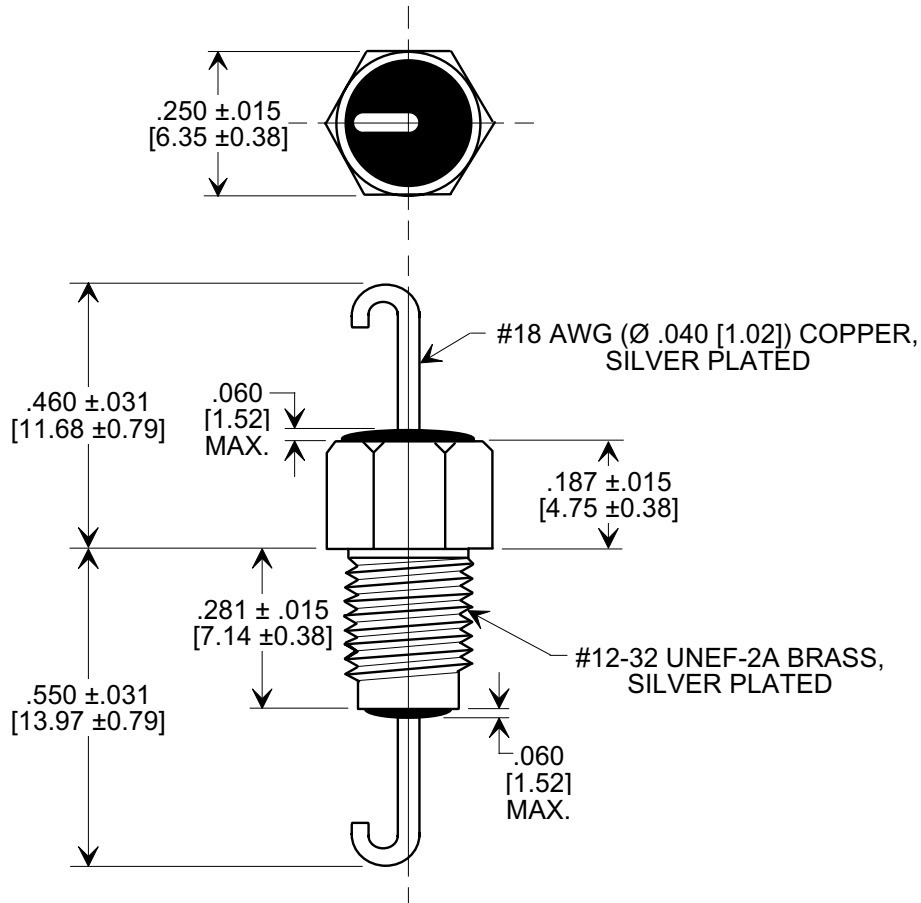 .250 ±.015
[6.35 ±0.38]
#18 AWG (Ø .040 [1.02]) COPPER,
SILVER PLATED
.460 ±.031
[11.68 ±0.79]
.060
[1.52]
MAX.
.187 ±.015
[4.75 ±0.38]
.281 ± .015
[7.14 ±0.38]
#12-32 UNEF-2A BRASS,
SILVER PLATED
.550 ±.031
[13.97 ±0.79]
.060
[1.52]
MAX.